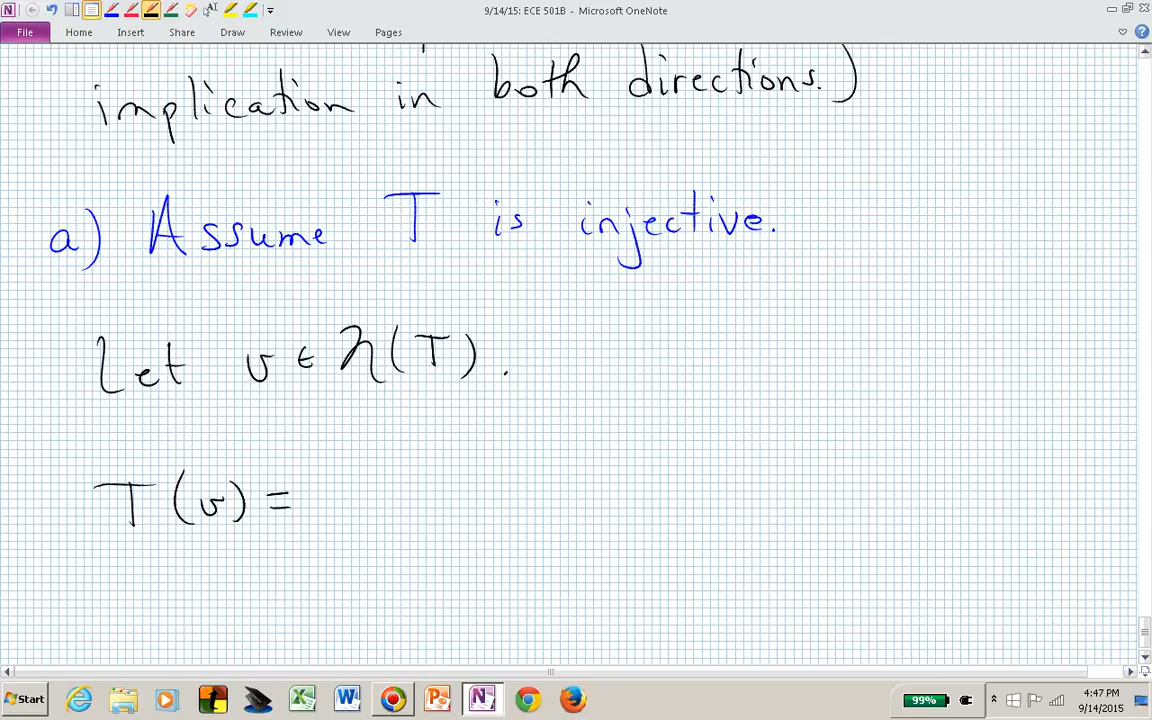 9/14/15: ECE 501B - Microsoft OneNote
File Home Insert Share Draw Review View Pages
implication in both directions.)
a) Assume T is injective.
Let v ∈ η(T).
T(v) =
Start
99%
4:47 PM
9/14/2015